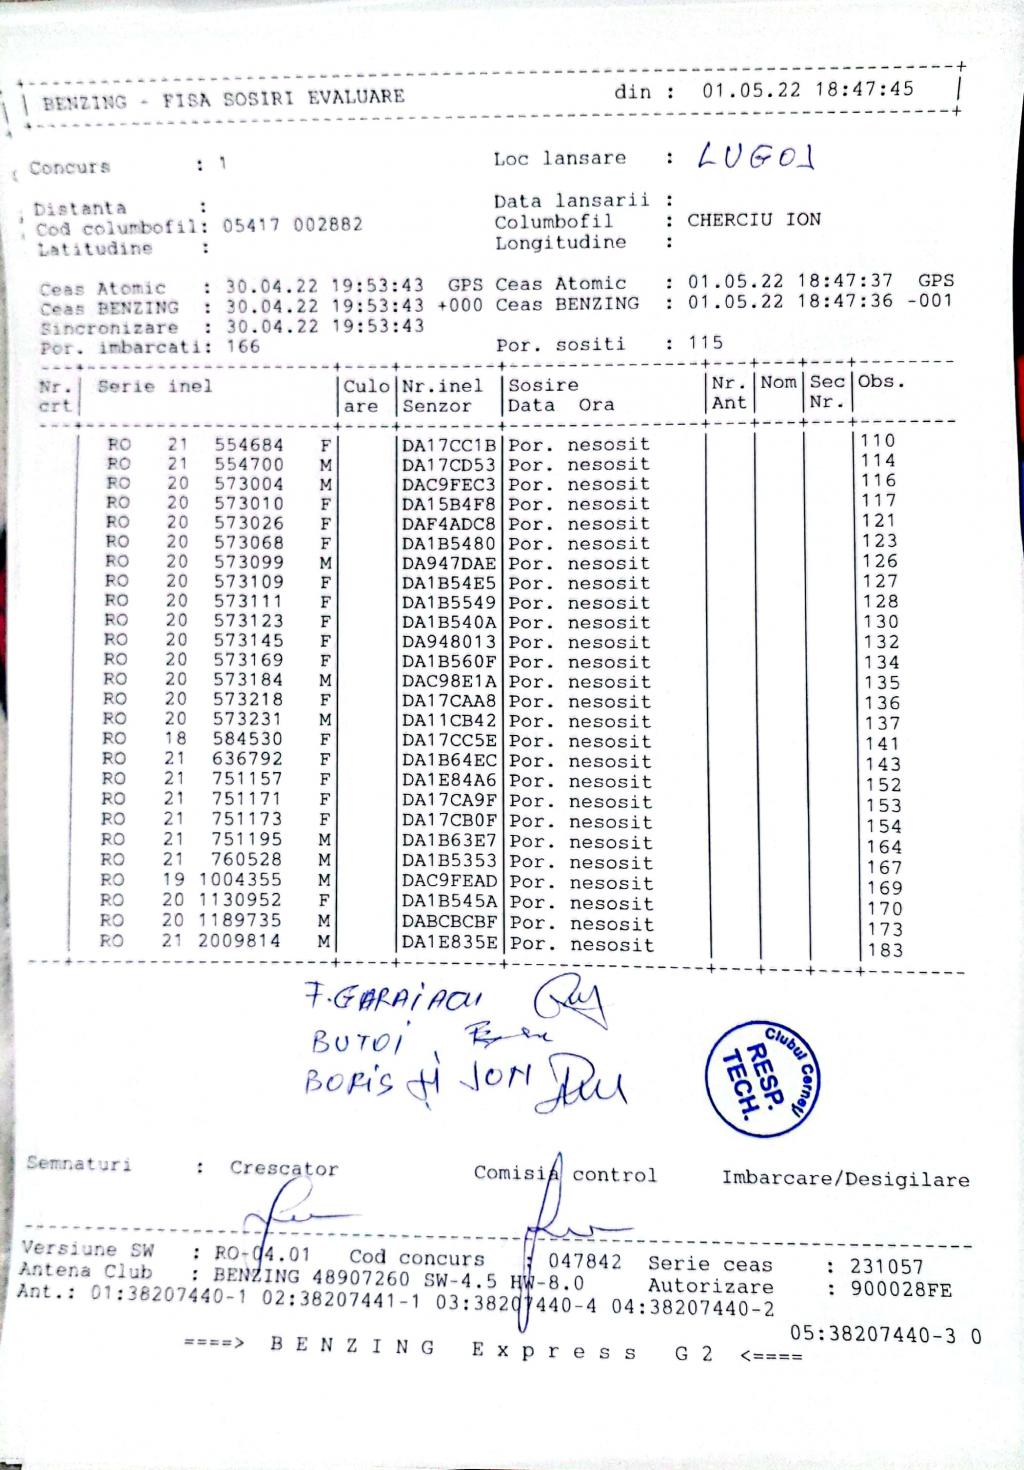 BENZING - FISA SOSIRI EVALUARE din : 01.05.22 18:47:45
Concurs : 1 Loc lansare : LUGOJ
Distanta : Data lansarii :
Cod columbofil: 05417 002882 Columbofil : CHERCIU ION
Latitudine : Longitudine :
Ceas Atomic : 30.04.22 19:53:43 GPS Ceas Atomic : 01.05.22 18:47:37 GPS
Ceas BENZING : 30.04.22 19:53:43 +000 Ceas BENZING : 01.05.22 18:47:36 -001
Sincronizare : 30.04.22 19:53:43
Por. imbarcati: 166 Por. sositi : 115
Nr. Serie inel Culo Nr.inel Sosire Nr. Nom Sec Obs.
crt are Senzor Data Ora Ant Nr.
RO 21 554684 F DA17CC1B Por. nesosit 110
RO 21 554700 M DA17CD53 Por. nesosit 114
RO 20 573004 M DAC9FEC3 Por. nesosit 116
RO 20 573010 F DA15B4F8 Por. nesosit 117
RO 20 573026 F DAF4ADC8 Por. nesosit 121
RO 20 573068 F DA1B5480 Por. nesosit 123
RO 20 573099 M DA947DAE Por. nesosit 126
RO 20 573109 F DA1B54E5 Por. nesosit 127
RO 20 573111 F DA1B5549 Por. nesosit 128
RO 20 573123 F DA1B540A Por. nesosit 130
RO 20 573145 F DA948013 Por. nesosit 132
RO 20 573169 F DA1B560F Por. nesosit 134
RO 20 573184 M DAC98E1A Por. nesosit 135
RO 20 573218 F DA17CAA8 Por. nesosit 136
RO 20 573231 M DA11CB42 Por. nesosit 137
RO 18 584530 F DA17CC5E Por. nesosit 141
RO 21 636792 F DA1B64EC Por. nesosit 143
RO 21 751157 F DA1E84A6 Por. nesosit 152
RO 21 751171 F DA17CA9F Por. nesosit 153
RO 21 751173 F DA17CB0F Por. nesosit 154
RO 21 751195 M DA1B63E7 Por. nesosit 164
RO 21 760528 M DA1B5353 Por. nesosit 167
RO 19 1004355 M DAC9FEAD Por. nesosit 169
RO 20 1130952 F DA1B545A Por. nesosit 170
RO 20 1189735 M DABCBCBF Por. nesosit 173
RO 21 2009814 M DA1E835E Por. nesosit 183
BUTOI
BORIS ȘI ION
Clubul Cerneți
RESP.
TECH.
Semnaturi : Crescator Comisia control Imbarcare/Desigilare
Versiune SW : RO-04.01 Cod concurs : 047842 Serie ceas : 231057
Antena Club : BENZING 48907260 SW-4.5 HW-8.0 Autorizare : 900028FE
Ant.: 01:38207440-1 02:38207441-1 03:38207440-4 04:38207440-2
05:38207440-3 0
====> BENZING Express G2 <====